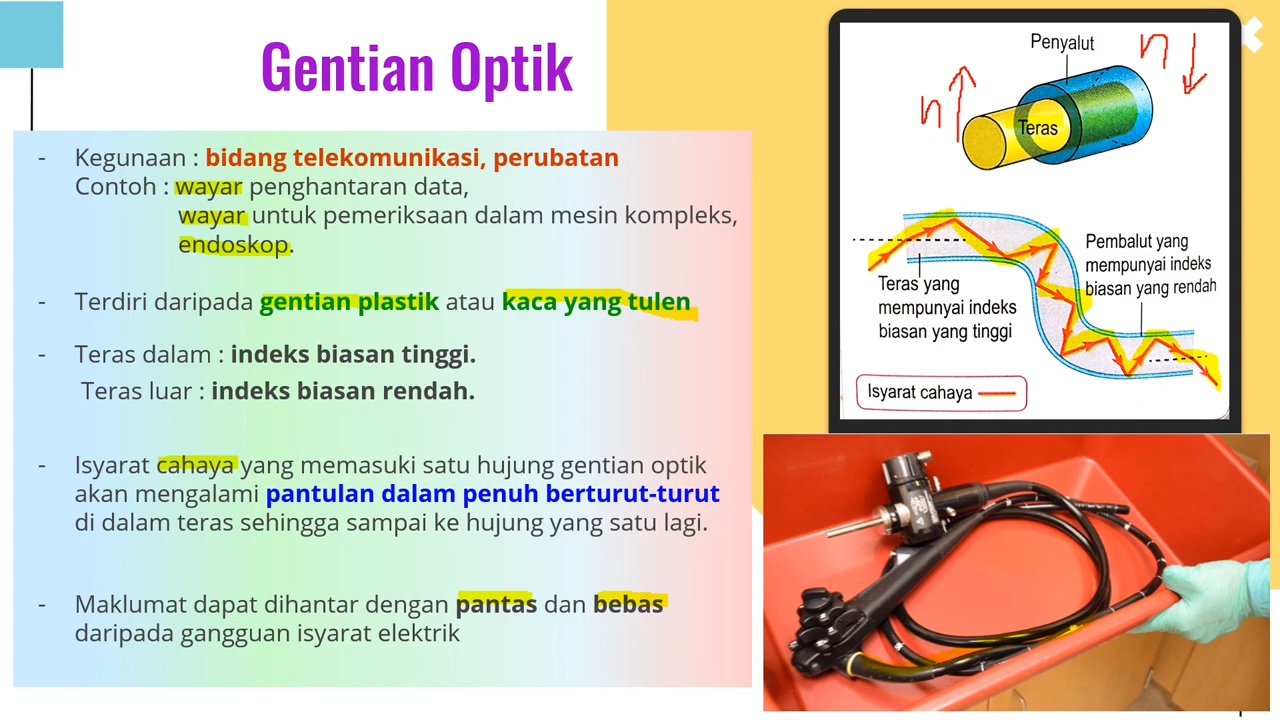 Gentian Optik
- Kegunaan : bidang telekomunikasi, perubatan
Contoh : wayar penghantaran data,
wayar untuk pemeriksaan dalam mesin kompleks,
endoskop.
- Terdiri daripada gentian plastik atau kaca yang tulen
- Teras dalam : indeks biasan tinggi.
Teras luar : indeks biasan rendah.
- Isyarat cahaya yang memasuki satu hujung gentian optik
akan mengalami pantulan dalam penuh berturut-turut
di dalam teras sehingga sampai ke hujung yang satu lagi.
- Maklumat dapat dihantar dengan pantas dan bebas
daripada gangguan isyarat elektrik
Penyalut
n ↓
n ↑
Teras
Pembalut yang
mempunyai indeks
biasan yang rendah
Teras yang
mempunyai indeks
biasan yang tinggi
Isyarat cahaya